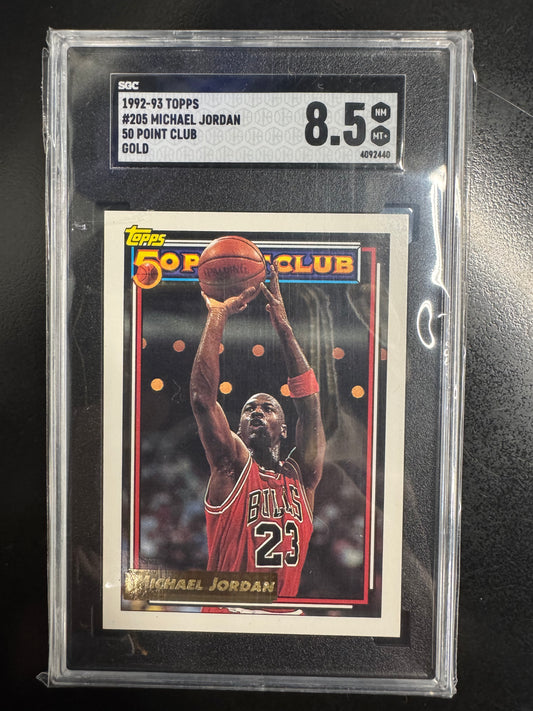 SGC
1992-93 TOPPS
#205 MICHAEL JORDAN
50 POINT CLUB
GOLD
8.5
NM
MT+
4092440
Topps
50 P CLUB
SPALDING
BULLS
23
MICHAEL JORDAN